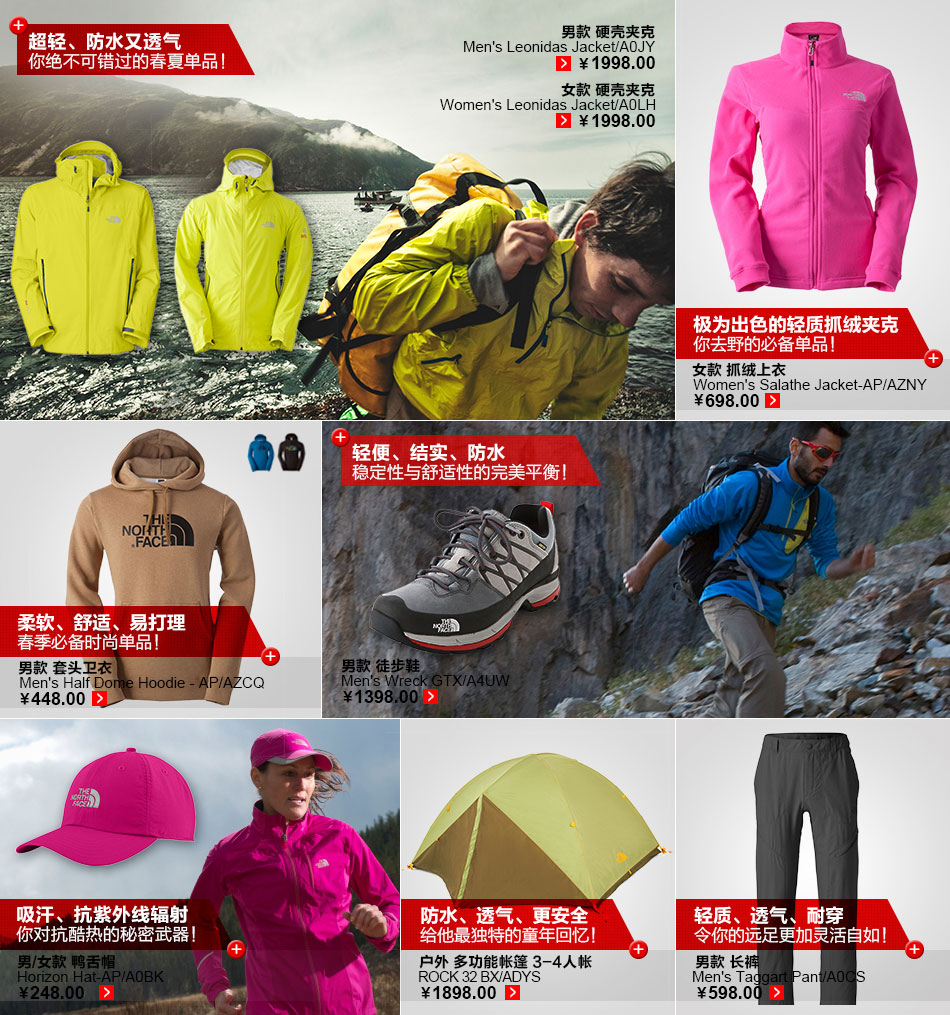 超轻、防水又透气
你绝不可错过的春夏单品！
男款 硬壳夹克
Men's Leonidas Jacket/A0JY
￥1998.00
女款 硬壳夹克
Women's Leonidas Jacket/A0LH
￥1998.00
极为出色的轻质抓绒夹克
你去野的必备单品！
女款 抓绒上衣
Women's Salathe Jacket-AP/AZNY
￥698.00
THE
NORTH
FACE
柔软、舒适、易打理
春季必备时尚单品！
男款 套头卫衣
Men's Half Dome Hoodie - AP/AZCQ
￥448.00
轻便、结实、防水
稳定性与舒适性的完美平衡！
THE
NORTH
FACE
男款 徒步鞋
Men's Wreck GTX/A4UW
￥1398.00
THE
NORTH
FACE
吸汗、抗紫外线辐射
你对抗酷热的秘密武器！
男/女款 鸭舌帽
Horizon Hat-AP/A0BK
￥248.00
防水、透气、更安全
给他最独特的童年回忆！
户外 多功能帐篷 3-4人帐
ROCK 32 BX/ADYS
￥1898.00
轻质、透气、耐穿
令你的远足更加灵活自如！
男款 长裤
Men's Taggart Pant/A0CS
￥598.00